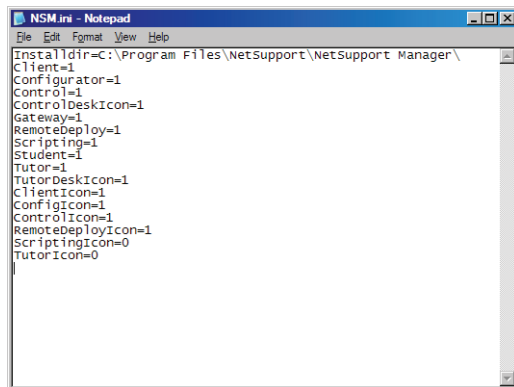 NSM.ini - Notepad
File Edit Format View Help
Installdir=C:\Program Files\NetSupport\NetSupport Manager\
Client=1
Configurator=1
Control=1
ControlDeskIcon=1
Gateway=1
RemoteDeploy=1
Scripting=1
Student=1
Tutor=1
TutorDeskIcon=1
ClientIcon=1
ConfigIcon=1
ControlIcon=1
RemoteDeployIcon=1
ScriptingIcon=0
TutorIcon=0